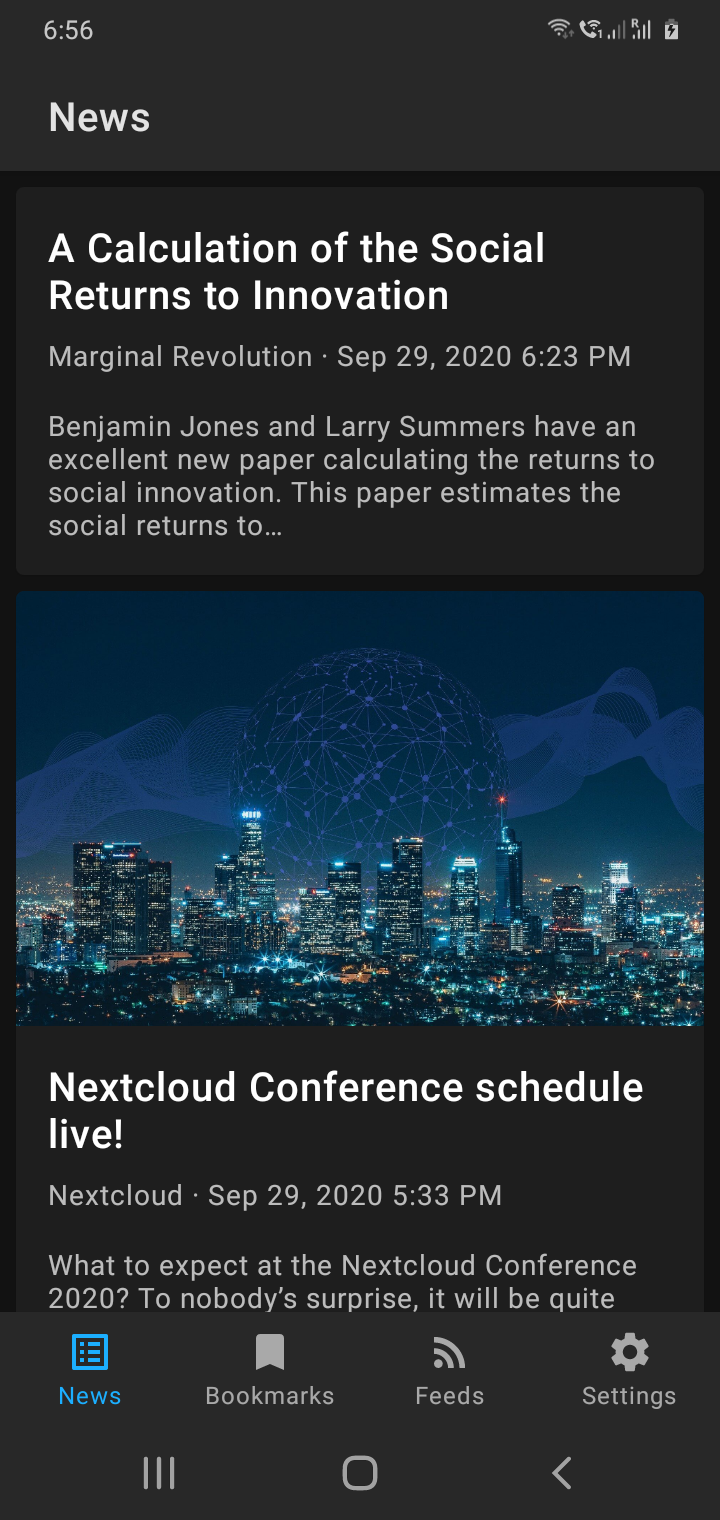 6:56
News
A Calculation of the Social
Returns to Innovation
Marginal Revolution · Sep 29, 2020 6:23 PM
Benjamin Jones and Larry Summers have an
excellent new paper calculating the returns to
social innovation. This paper estimates the
social returns to…
Nextcloud Conference schedule
live!
Nextcloud · Sep 29, 2020 5:33 PM
What to expect at the Nextcloud Conference
2020? To nobody’s surprise, it will be quite
News
Bookmarks
Feeds
Settings